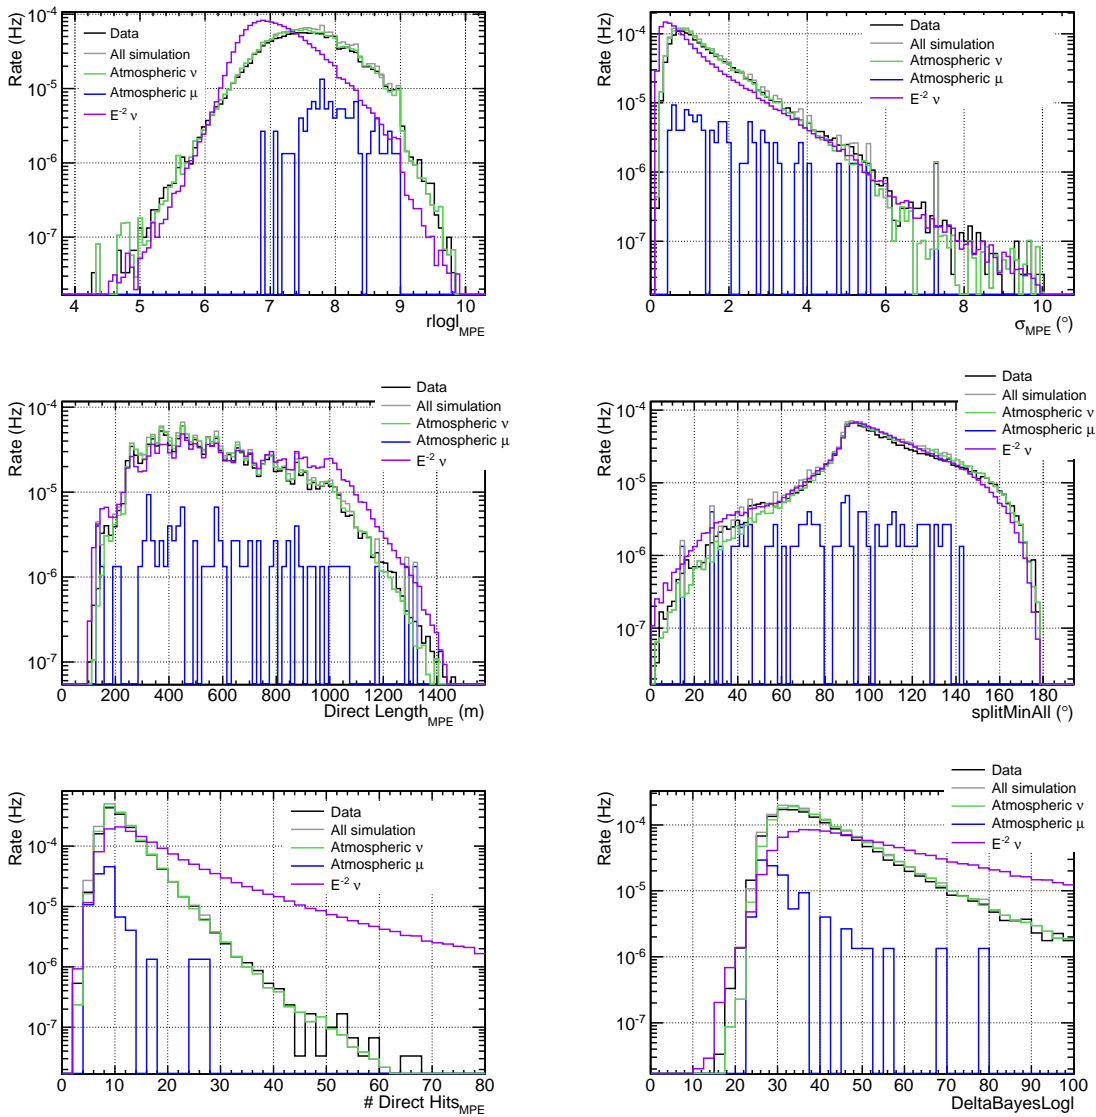 Rate (Hz)
10⁻⁴
10⁻⁵
10⁻⁶
10⁻⁷
Data
All simulation
Atmospheric ν
Atmospheric μ
E⁻² ν
4 5 6 7 8 9 10
rlogl_MPE
Rate (Hz)
10⁻⁴
10⁻⁵
10⁻⁶
10⁻⁷
Data
All simulation
Atmospheric ν
Atmospheric μ
E⁻² ν
0 2 4 6 8 10
σ_MPE (°)
Rate (Hz)
10⁻⁴
10⁻⁵
10⁻⁶
10⁻⁷
Data
All simulation
Atmospheric ν
Atmospheric μ
E⁻² ν
0 200 400 600 800 1000 1200 1400
Direct Length_MPE (m)
Rate (Hz)
10⁻⁴
10⁻⁵
10⁻⁶
10⁻⁷
Data
All simulation
Atmospheric ν
Atmospheric μ
E⁻² ν
0 20 40 60 80 100 120 140 160 180
splitMinAll (°)
Rate (Hz)
10⁻⁴
10⁻⁵
10⁻⁶
10⁻⁷
Data
All simulation
Atmospheric ν
Atmospheric μ
E⁻² ν
0 10 20 30 40 50 60 70 80
# Direct Hits_MPE
Rate (Hz)
10⁻⁴
10⁻⁵
10⁻⁶
10⁻⁷
Data
All simulation
Atmospheric ν
Atmospheric μ
E⁻² ν
0 10 20 30 40 50 60 70 80 90 100
DeltaBayesLogl